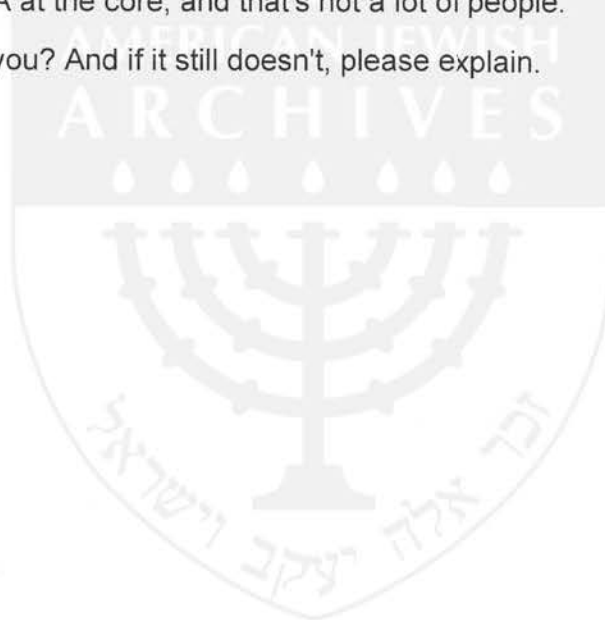 A at the core, and that's not a lot of people.
you? And if it still doesn't, please explain.
AMERICAN JEWISH
ARCHIVES
זכר אלה יעקב וישראל